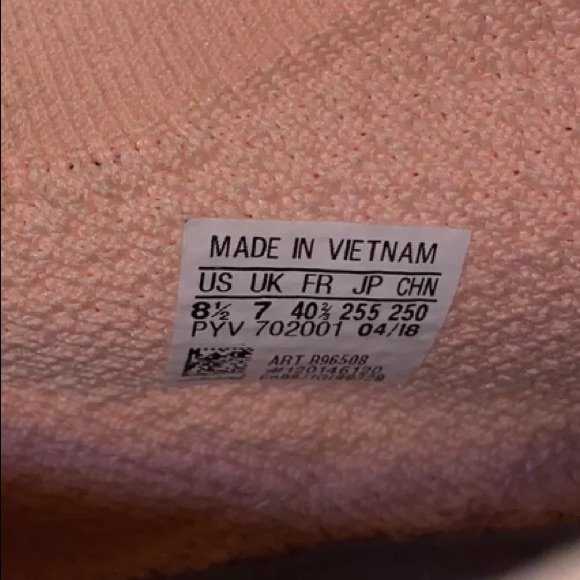 MADE IN VIETNAM
US UK FR JP CHN
8½ 7 40⅔ 255 250
PYV 702001 04/18
ART B96508
#120146120